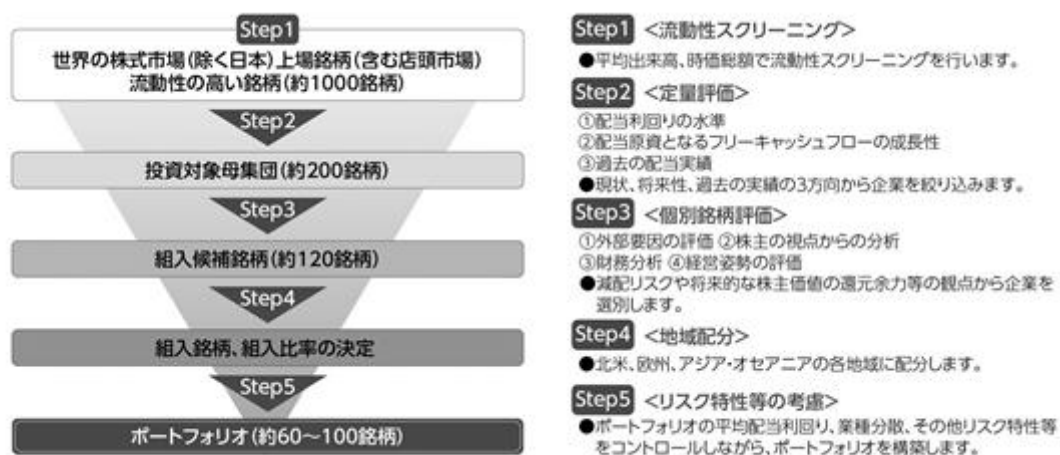 Step1
世界の株式市場(除く日本)上場銘柄(含む店頭市場)
流動性の高い銘柄(約1000銘柄)
Step2
投資対象母集団(約200銘柄)
Step3
組入候補銘柄(約120銘柄)
Step4
組入銘柄、組入比率の決定
Step5
ポートフォリオ(約60～100銘柄)
Step1 <流動性スクリーニング>
●平均出来高、時価総額で流動性スクリーニングを行います。
Step2 <定量評価>
①配当利回りの水準
②配当原資となるフリーキャッシュフローの成長性
③過去の配当実績
●現状、将来性、過去の実績の3方向から企業を絞り込みます。
Step3 <個別銘柄評価>
①外部要因の評価 ②株主の視点からの分析
③財務分析 ④経営姿勢の評価
●減配リスクや将来的な株主価値の還元余力等の観点から企業を
選別します。
Step4 <地域配分>
●北米、欧州、アジア・オセアニアの各地域に配分します。
Step5 <リスク特性等の考慮>
●ポートフォリオの平均配当利回り、業種分散、その他リスク特性等
をコントロールしながら、ポートフォリオを構築します。